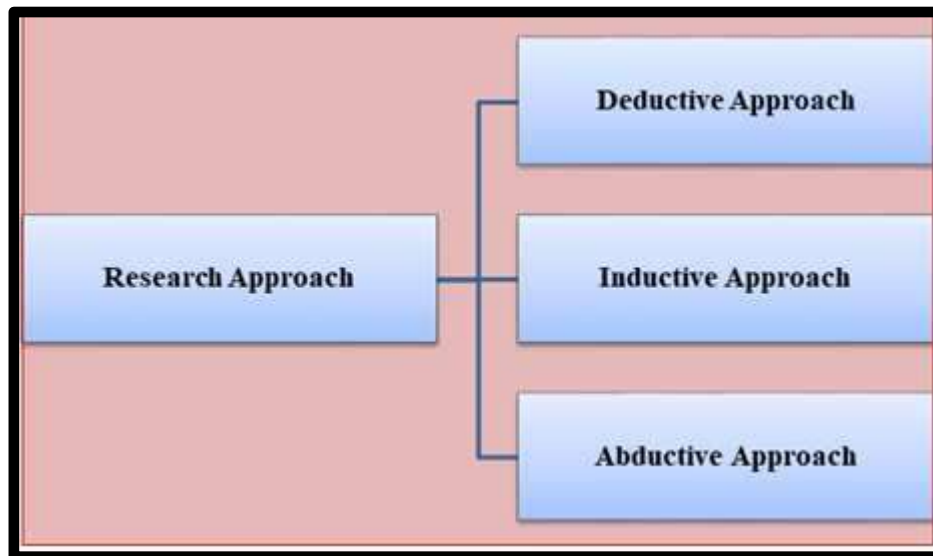 Research Approach
Deductive Approach
Inductive Approach
Abductive Approach